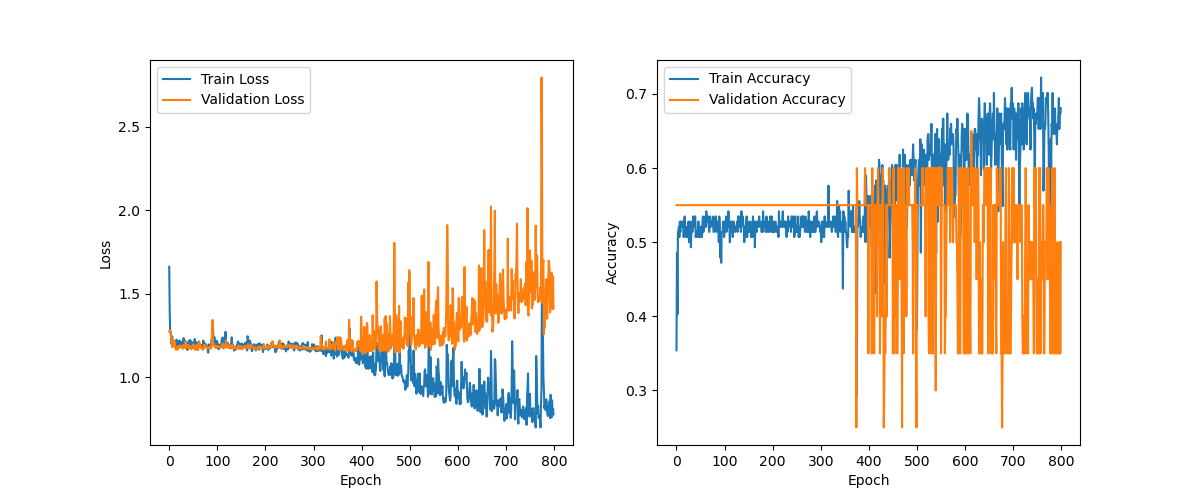 Train Loss
Validation Loss
Loss
2.5
2.0
1.5
1.0
0 100 200 300 400 500 600 700 800
Epoch
Train Accuracy
Validation Accuracy
Accuracy
0.7
0.6
0.5
0.4
0.3
0 100 200 300 400 500 600 700 800
Epoch